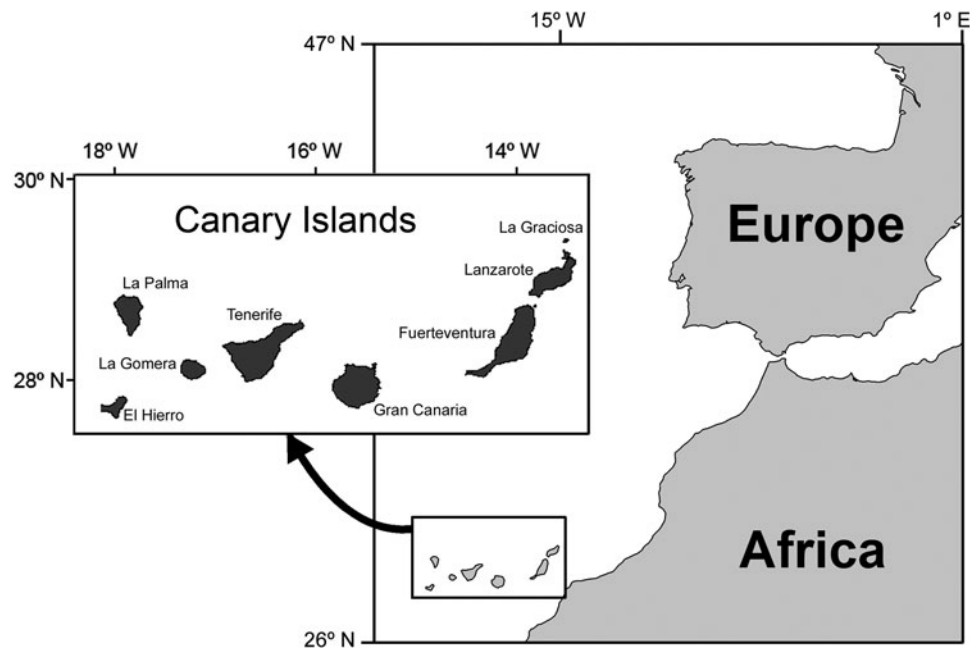 15º W
1º E
47º N
18º W
16º W
14º W
30º N
Canary Islands
La Graciosa
Lanzarote
La Palma
Tenerife
Fuerteventura
La Gomera
28º N
El Hierro
Gran Canaria
Europe
Africa
26º N